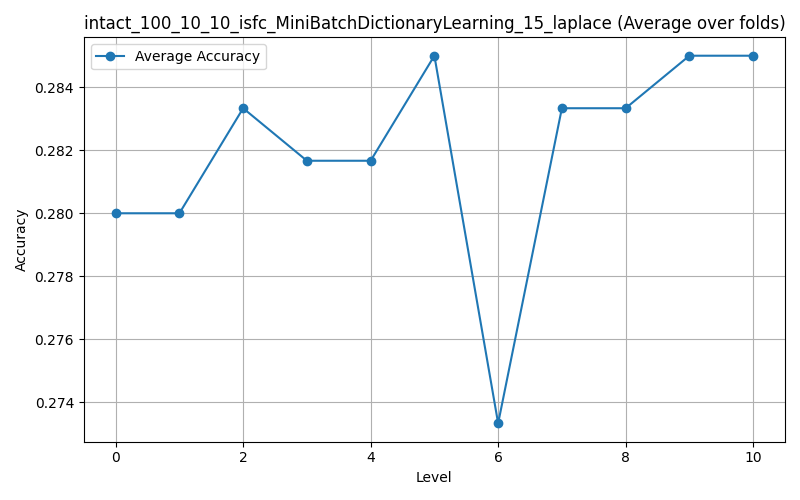 intact_100_10_10_isfc_MiniBatchDictionaryLearning_15_laplace (Average over folds)
Average Accuracy
0.284
0.282
0.280
0.278
0.276
0.274
Accuracy
0 2 4 6 8 10
Level